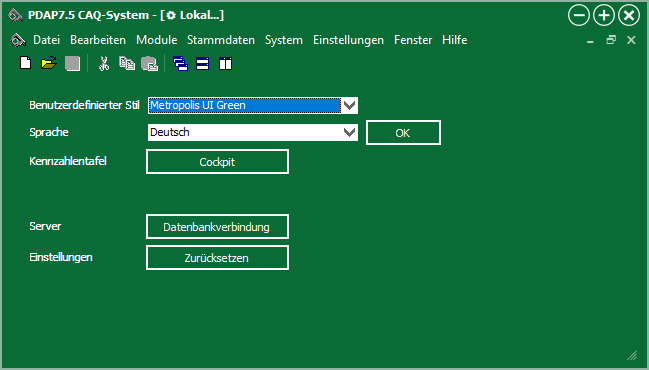 PDAP7.5 CAQ-System - [⚙ Lokal...]
Datei Bearbeiten Module Stammdaten System Einstellungen Fenster Hilfe
Benutzerdefinierter Stil Metropolis UI Green
Sprache Deutsch OK
Kennzahlentafel Cockpit
Server Datenbankverbindung
Einstellungen Zurücksetzen